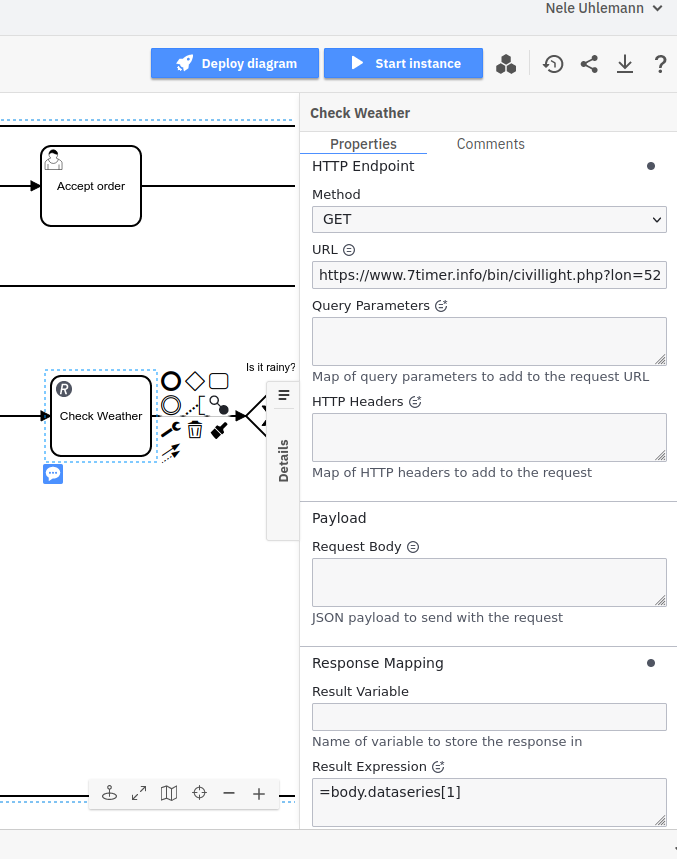 Nele Uhlemann
Deploy diagram
Start instance
?
Check Weather
Properties
Comments
Accept order
HTTP Endpoint
Method
GET
URL
https://www.7timer.info/bin/civillight.php?lon=52
Query Parameters
Map of query parameters to add to the request URL
Is it rainy?
R
Check Weather
Details
HTTP Headers
Map of HTTP headers to add to the request
Payload
Request Body
JSON payload to send with the request
Response Mapping
Result Variable
Name of variable to store the response in
Result Expression
=body.dataseries[1]